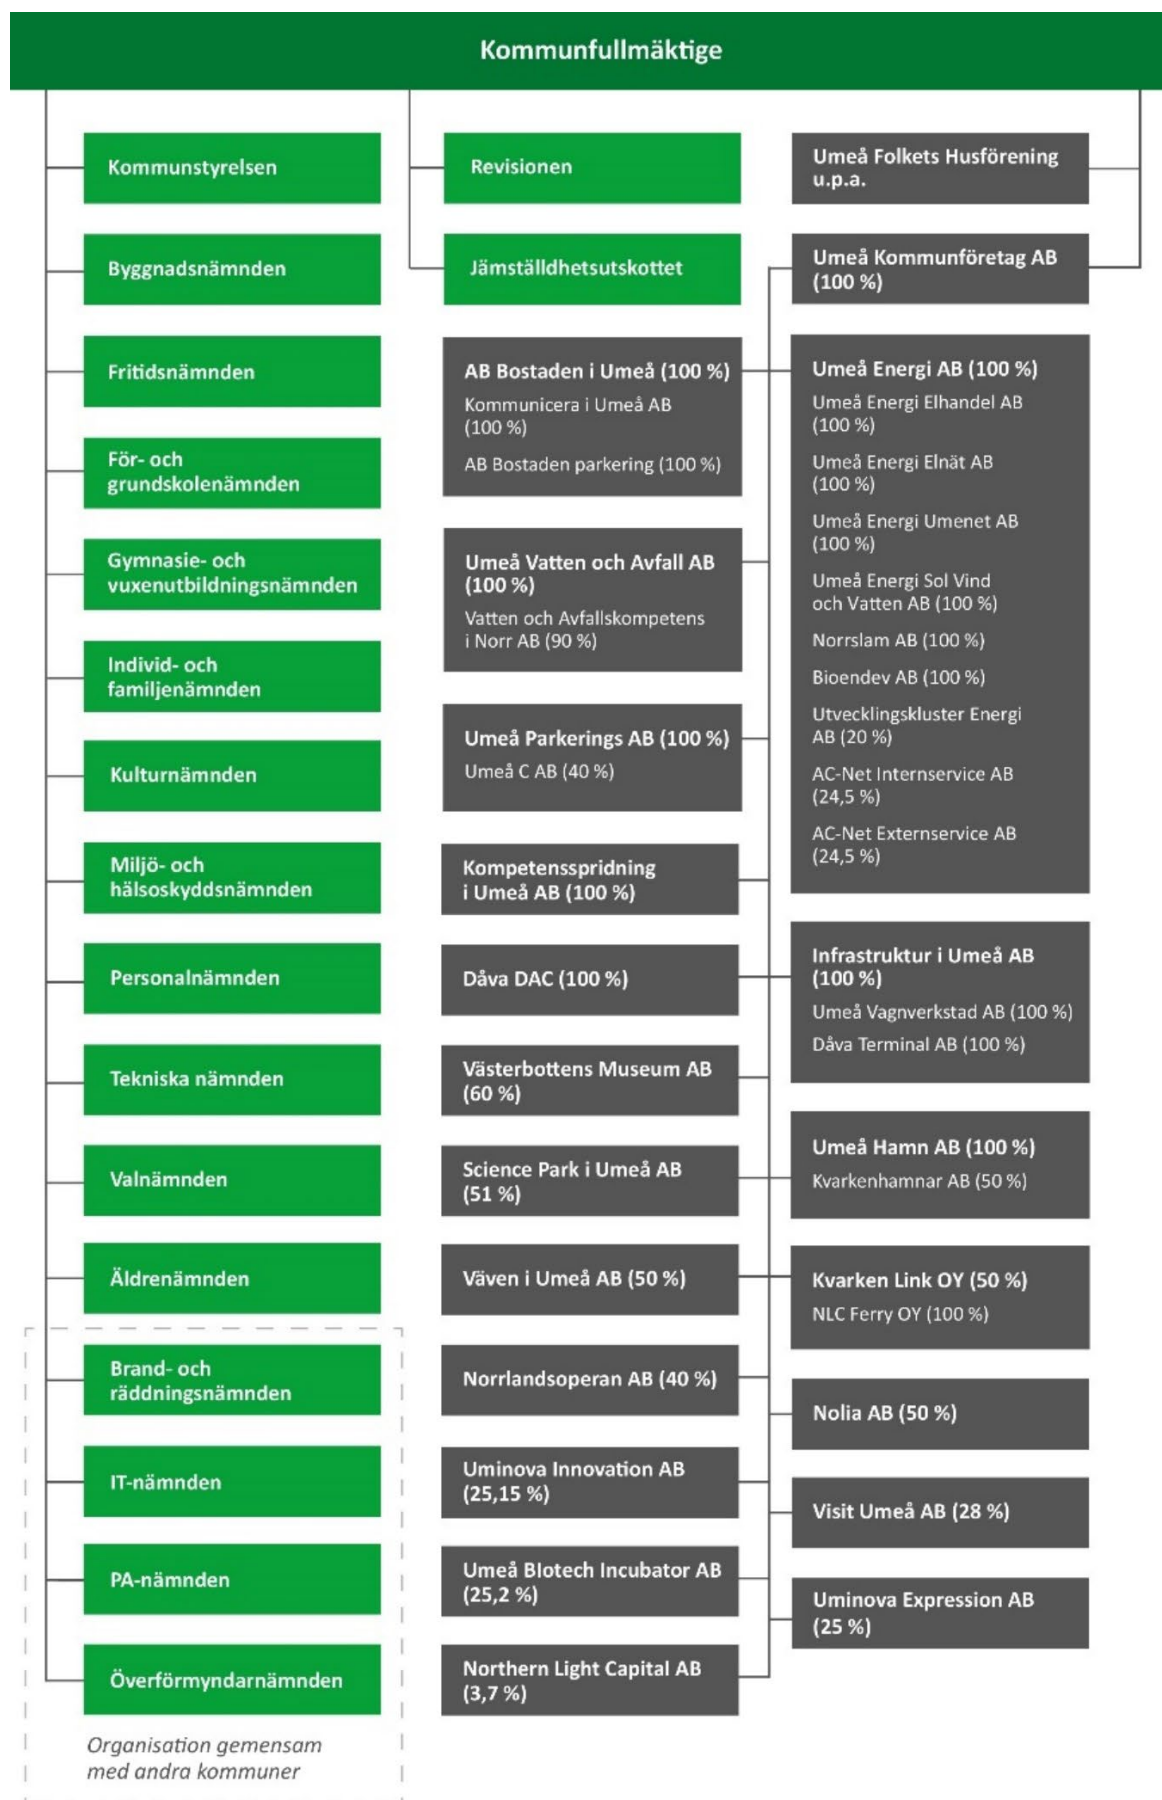 Kommunfullmäktige
Kommunstyrelsen
Byggnadsnämnden
Fritidsnämnden
För- och
grundskolenämnden
Gymnasie- och
vuxenutbildningsnämnden
Individ- och
familjenämnden
Kulturnämnden
Miljö- och
hälsoskyddsnämnden
Personalnämnden
Tekniska nämnden
Valnämnden
Äldrenämnden
Brand- och
räddningsnämnden
IT-nämnden
PA-nämnden
Överförmyndarnämnden
Organisation gemensam
med andra kommuner
Revisionen
Jämställdhetsutskottet
AB Bostaden i Umeå (100 %)
Kommunicera i Umeå AB
(100 %)
AB Bostaden parkering (100 %)
Umeå Vatten och Avfall AB
(100 %)
Vatten och Avfallskompetens
i Norr AB (90 %)
Umeå Parkerings AB (100 %)
Umeå C AB (40 %)
Kompetensspridning
i Umeå AB (100 %)
Dåva DAC (100 %)
Västerbottens Museum AB
(60 %)
Science Park i Umeå AB
(51 %)
Väven i Umeå AB (50 %)
Norrlandsoperan AB (40 %)
Uminova Innovation AB
(25,15 %)
Umeå BIotech Incubator AB
(25,2 %)
Northern Light Capital AB
(3,7 %)
Umeå Folkets Husförening
u.p.a.
Umeå Kommunföretag AB
(100 %)
Umeå Energi AB (100 %)
Umeå Energi Elhandel AB
(100 %)
Umeå Energi Elnät AB
(100 %)
Umeå Energi Umenet AB
(100 %)
Umeå Energi Sol Vind
och Vatten AB (100 %)
Norrslam AB (100 %)
Bioendev AB (100 %)
Utvecklingskluster Energi
AB (20 %)
AC-Net Internservice AB
(24,5 %)
AC-Net Externservice AB
(24,5 %)
Infrastruktur i Umeå AB
(100 %)
Umeå Vagnverkstad AB (100 %)
Dåva Terminal AB (100 %)
Umeå Hamn AB (100 %)
Kvarkenhamnar AB (50 %)
Kvarken Link OY (50 %)
NLC Ferry OY (100 %)
Nolia AB (50 %)
Visit Umeå AB (28 %)
Uminova Expression AB
(25 %)